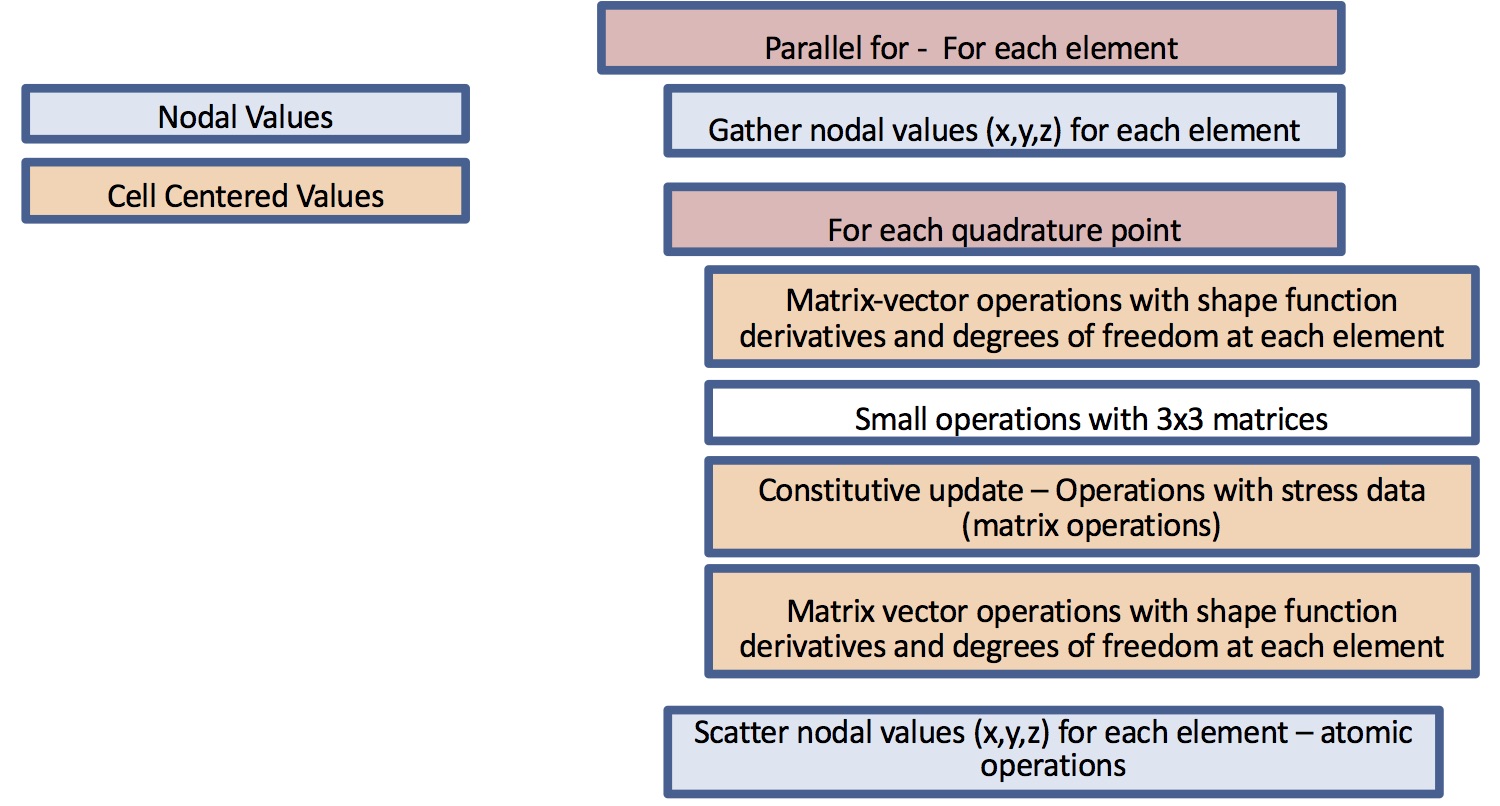 Parallel for -  For each element
Nodal Values
Cell Centered Values
Gather nodal values (x,y,z) for each element
For each quadrature point
Matrix-vector operations with shape function
derivatives and degrees of freedom at each element
Small operations with 3x3 matrices
Constitutive update – Operations with stress data
(matrix operations)
Matrix vector operations with shape function
derivatives and degrees of freedom at each element
Scatter nodal values (x,y,z) for each element – atomic
operations